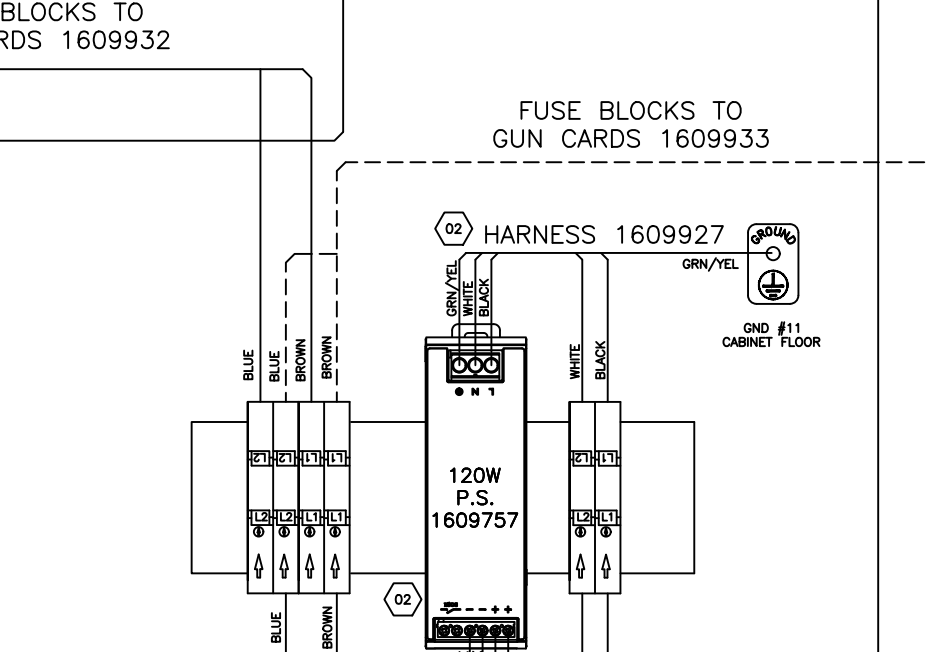 BLOCKS TO
RDS 1609932
FUSE BLOCKS TO
GUN CARDS 1609933
02
HARNESS 1609927
GROUND
GRN/YEL
GND #11
CABINET FLOOR
GRN/YEL
WHITE
BLACK
BLUE
BLUE
BROWN
BROWN
WHITE
BLACK
N L
L2 L2 L1 L1
L2 L1
120W
P.S.
1609757
L2 L2 L1 L1
L2 L1
02
- - + +
BLUE
BROWN